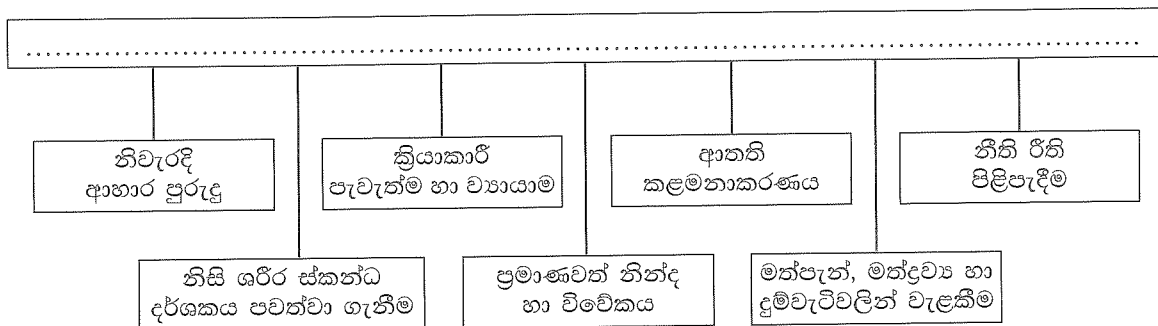 නිවැරදි
ආහාර පුරුදු
ක්‍රියාකාරී
පැවැත්ම හා ව්‍යායාම
ආතති
කළමනාකරණය
නීති රීති
පිළිපැදීම
නිසි ශරීර ස්කන්ධ
දර්ශකය පවත්වා ගැනීම
ප්‍රමාණවත් නින්ද
හා විවේකය
මත්පැන්, මත්ද්‍රව්‍ය හා
දුම්වැටිවලින් වැළකීම